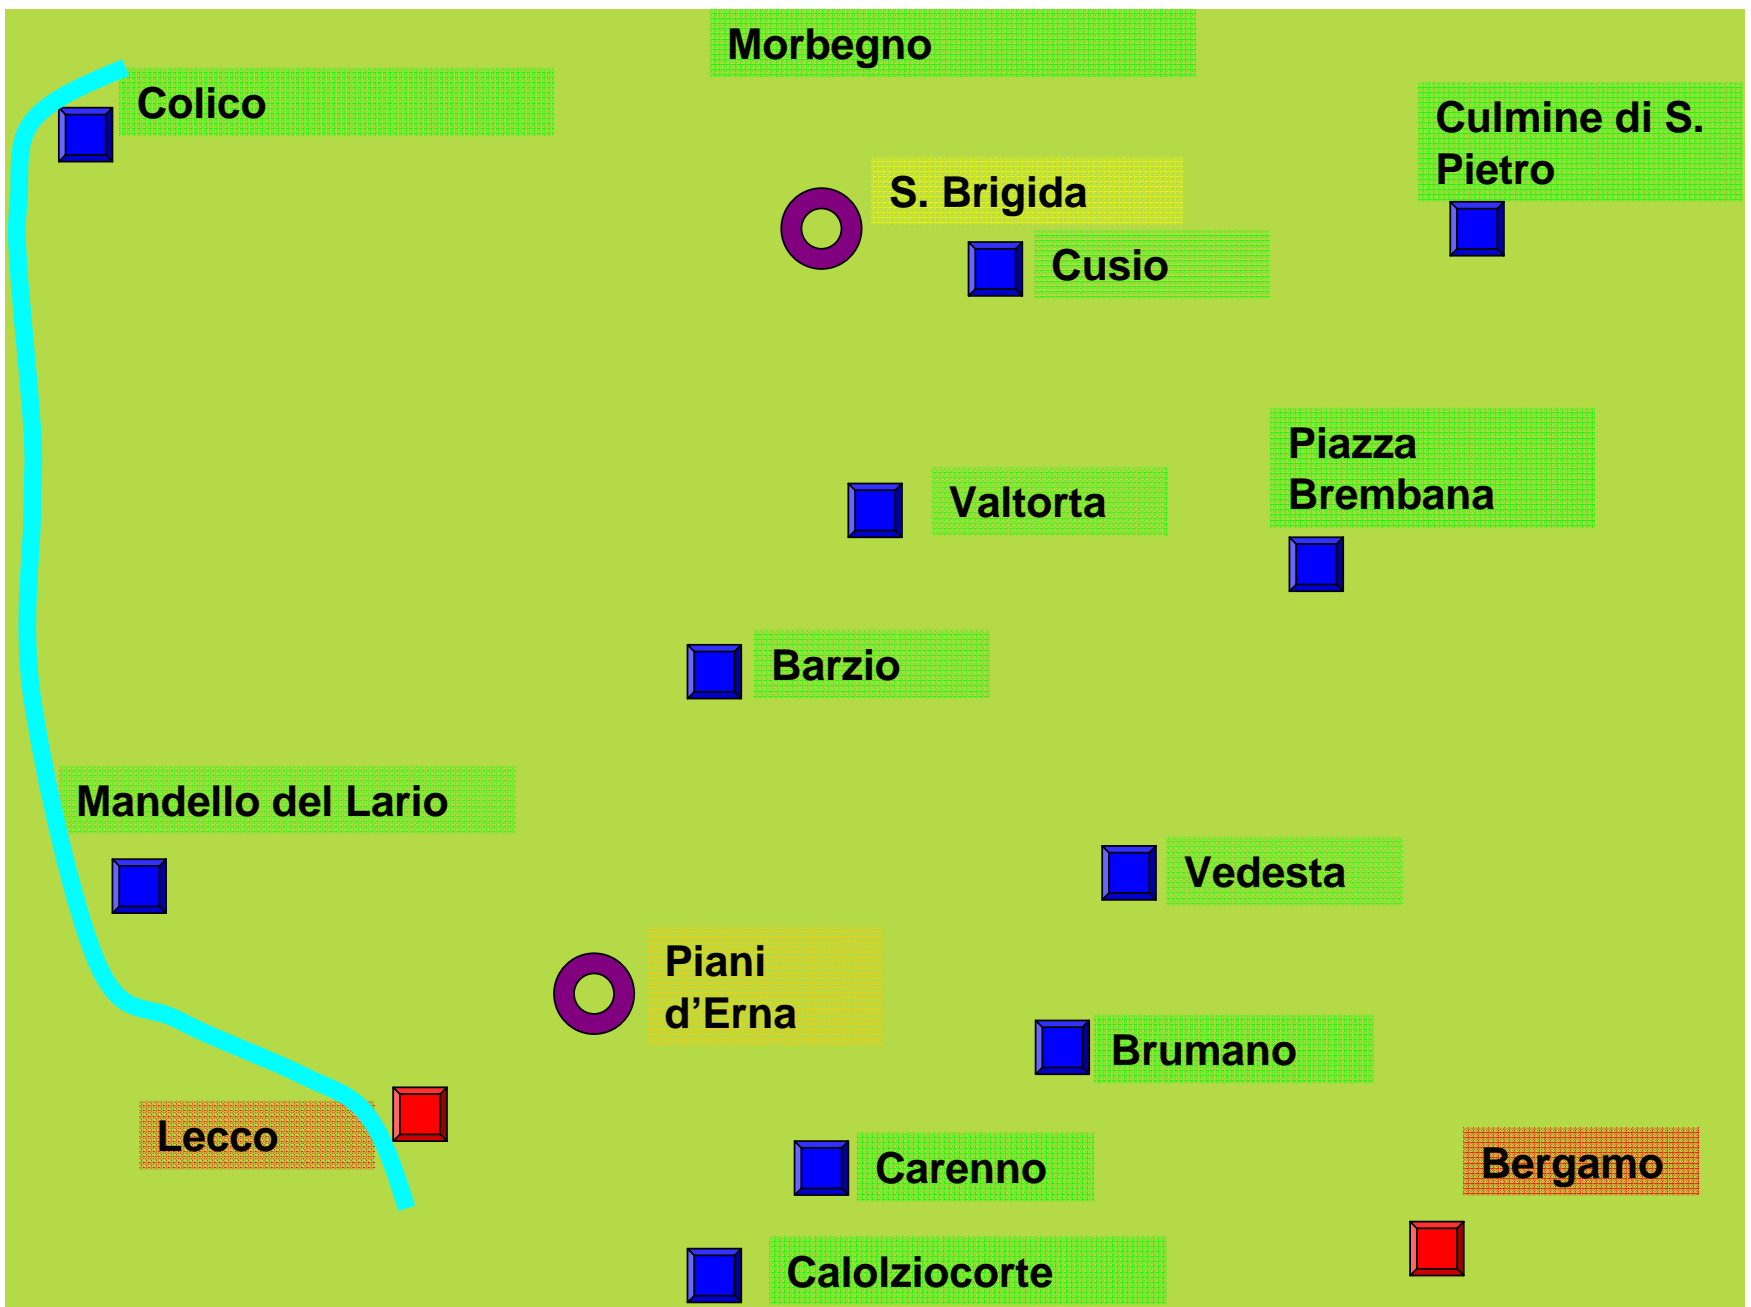 Morbegno
Colico
Culmine di S.
Pietro
S. Brigida
Cusio
Piazza
Brembana
Valtorta
Barzio
Mandello del Lario
Vedesta
Piani
d’Erna
Brumano
Lecco
Carenno
Bergamo
Calolziocorte